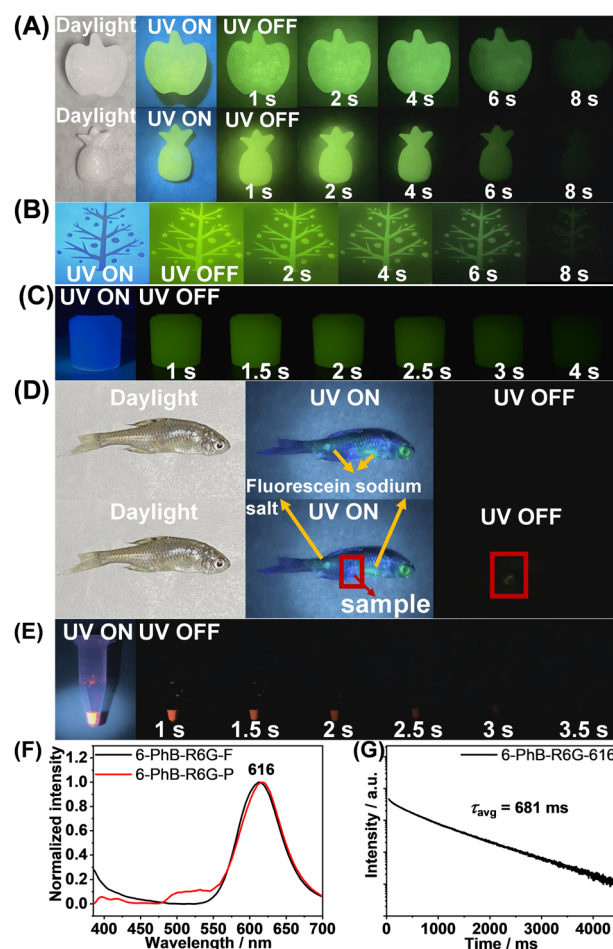 (A) Daylight UV ON UV OFF
1 s 2 s 4 s 6 s 8 s
Daylight UV ON UV OFF
1 s 2 s 4 s 6 s 8 s
(B)
UV ON UV OFF 2 s 4 s 6 s 8 s
(C) UV ON UV OFF
1 s 1.5 s 2 s 2.5 s 3 s 4 s
(D) Daylight UV ON UV OFF
Fluorescein sodium
salt
Daylight UV ON UV OFF
sample
(E) UV ON UV OFF
1 s 1.5 s 2 s 2.5 s 3 s 3.5 s
(F) 6-PhB-R6G-F
6-PhB-R6G-P
616
Normalized intensity
1.2
1.0
0.8
0.6
0.4
0.2
0.0
400 450 500 550 600 650 700
Wavelength / nm
(G) 6-PhB-R6G-616
τavg = 681 ms
Intensity / a.u.
0 1000 2000 3000 4000
Time / ms